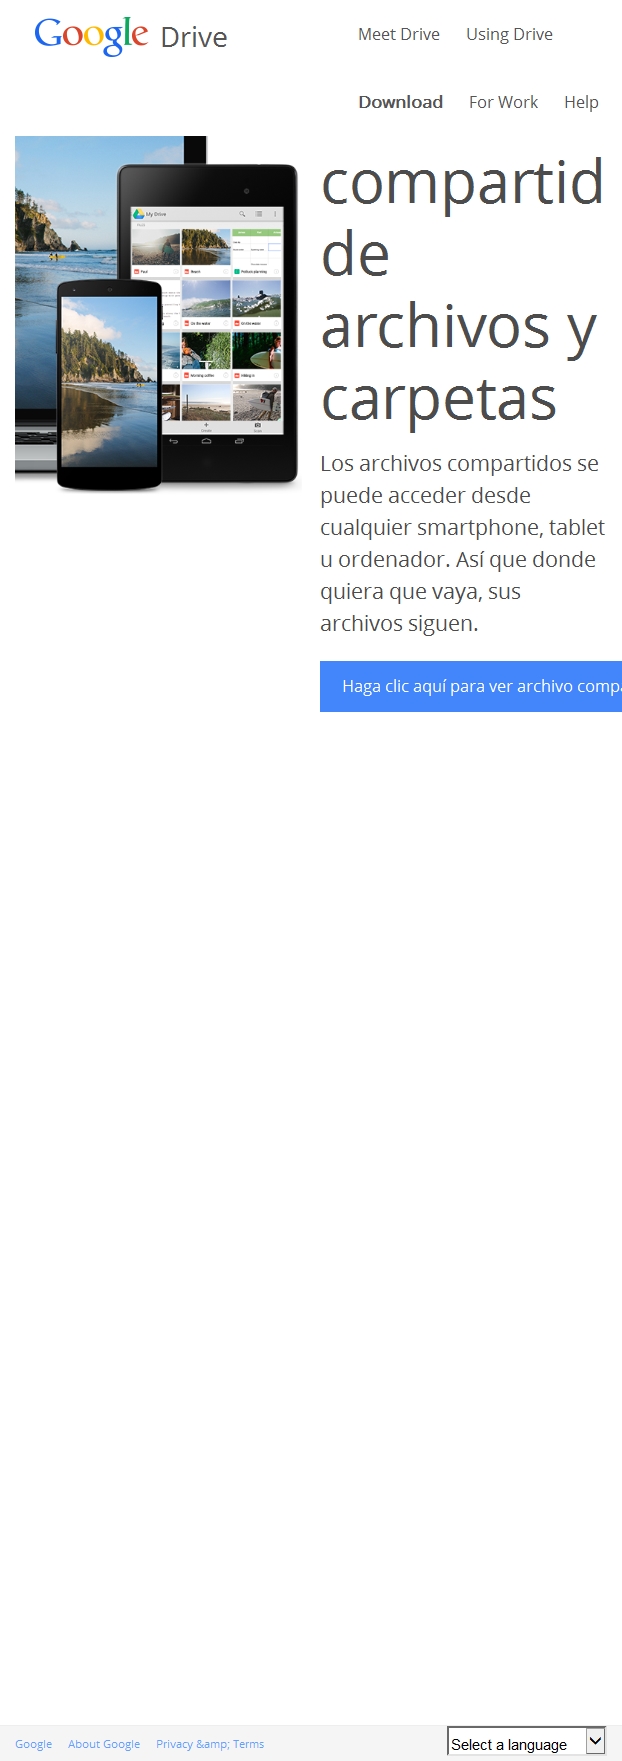 Google Drive
Meet Drive Using Drive
Download For Work Help
compartid
de
archivos y
carpetas
My Drive
Los archivos compartidos se
puede acceder desde
cualquier smartphone, tablet
u ordenador. Así que donde
quiera que vaya, sus
archivos siguen.
Haga clic aquí para ver archivo comp
Google About Google Privacy &amp; Terms
Select a language